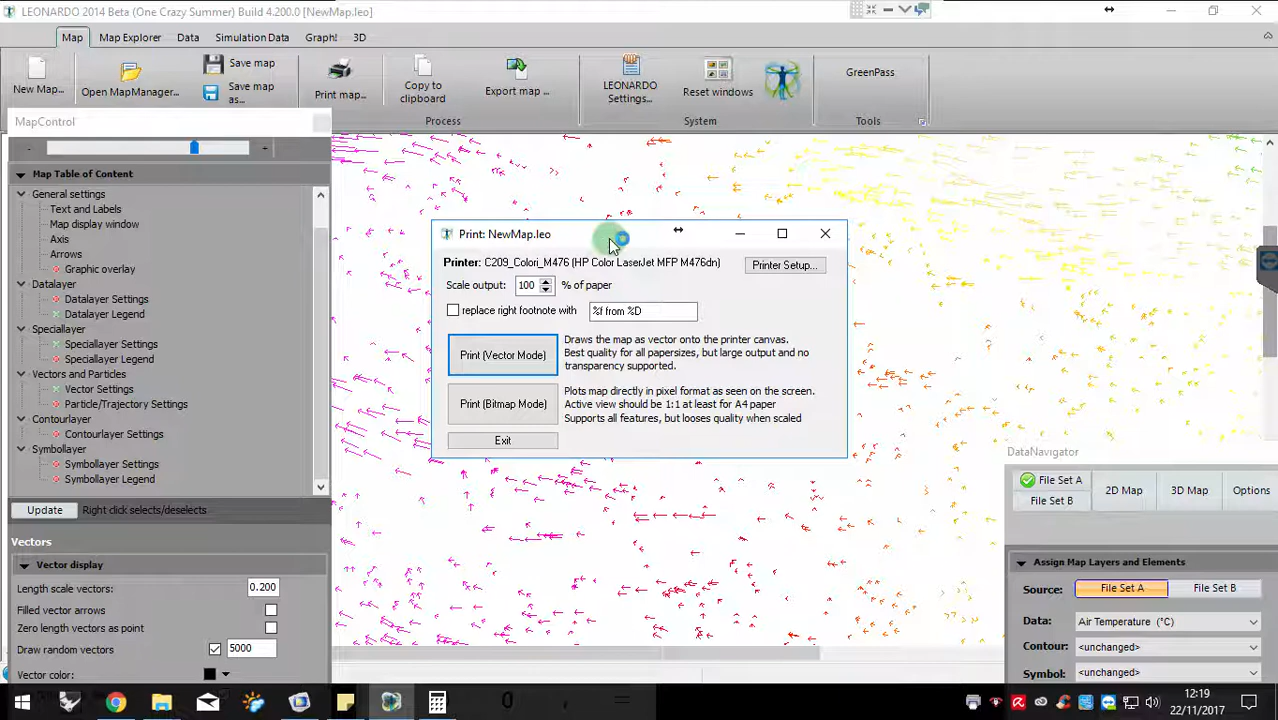 LEONARDO 2014 Beta (One Crazy Summer) Build 4.200.0 [NewMap.leo]
Map
Map Explorer
Data
Simulation Data
Graph!
3D
New Map...
Open MapManager...
Save map
Save map
as...
Print map...
Copy to
clipboard
Export map ...
LEONARDO
Settings...
Reset windows
GreenPass
Process
System
Tools
MapControl
-
+
Map Table of Content
General settings
Text and Labels
Map display window
Axis
Arrows
Graphic overlay
Datalayer
Datalayer Settings
Datalayer Legend
Speciallayer
Speciallayer Settings
Speciallayer Legend
Vectors and Particles
Vector Settings
Particle/Trajectory Settings
Contourlayer
Contourlayer Settings
Symbollayer
Symbollayer Settings
Symbollayer Legend
Update
Right click selects/deselects
Vectors
Vector display
Length scale vectors:
0.200
Filled vector arrows
Zero length vectors as point
Draw random vectors
5000
Vector color:
Print: NewMap.leo
Printer: C209_Colori_M476 (HP Color LaserJet MFP M476dn)
Printer Setup...
Scale output:
100
% of paper
replace right footnote with
%f from %D
Print (Vector Mode)
Draws the map as vector onto the printer canvas.
Best quality for all papersizes, but large output and no
transparency supported.
Print (Bitmap Mode)
Plots map directly in pixel format as seen on the screen.
Active view should be 1:1 at least for A4 paper
Supports all features, but looses quality when scaled
Exit
DataNavigator
File Set A
File Set B
2D Map
3D Map
Options
Assign Map Layers and Elements
Source:
File Set A
File Set B
Data:
Air Temperature (°C)
Contour:
<unchanged>
Symbol:
<unchanged>
0
,
=
12:19
22/11/2017